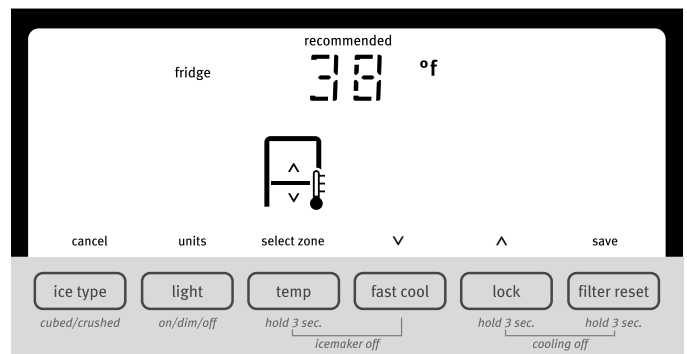 recommended
fridge 38 °f
cancel units select zone ∨ ∧ save
ice type light temp fast cool lock filter reset
cubed/crushed on/dim/off hold 3 sec. hold 3 sec. hold 3 sec.
icemaker off cooling off